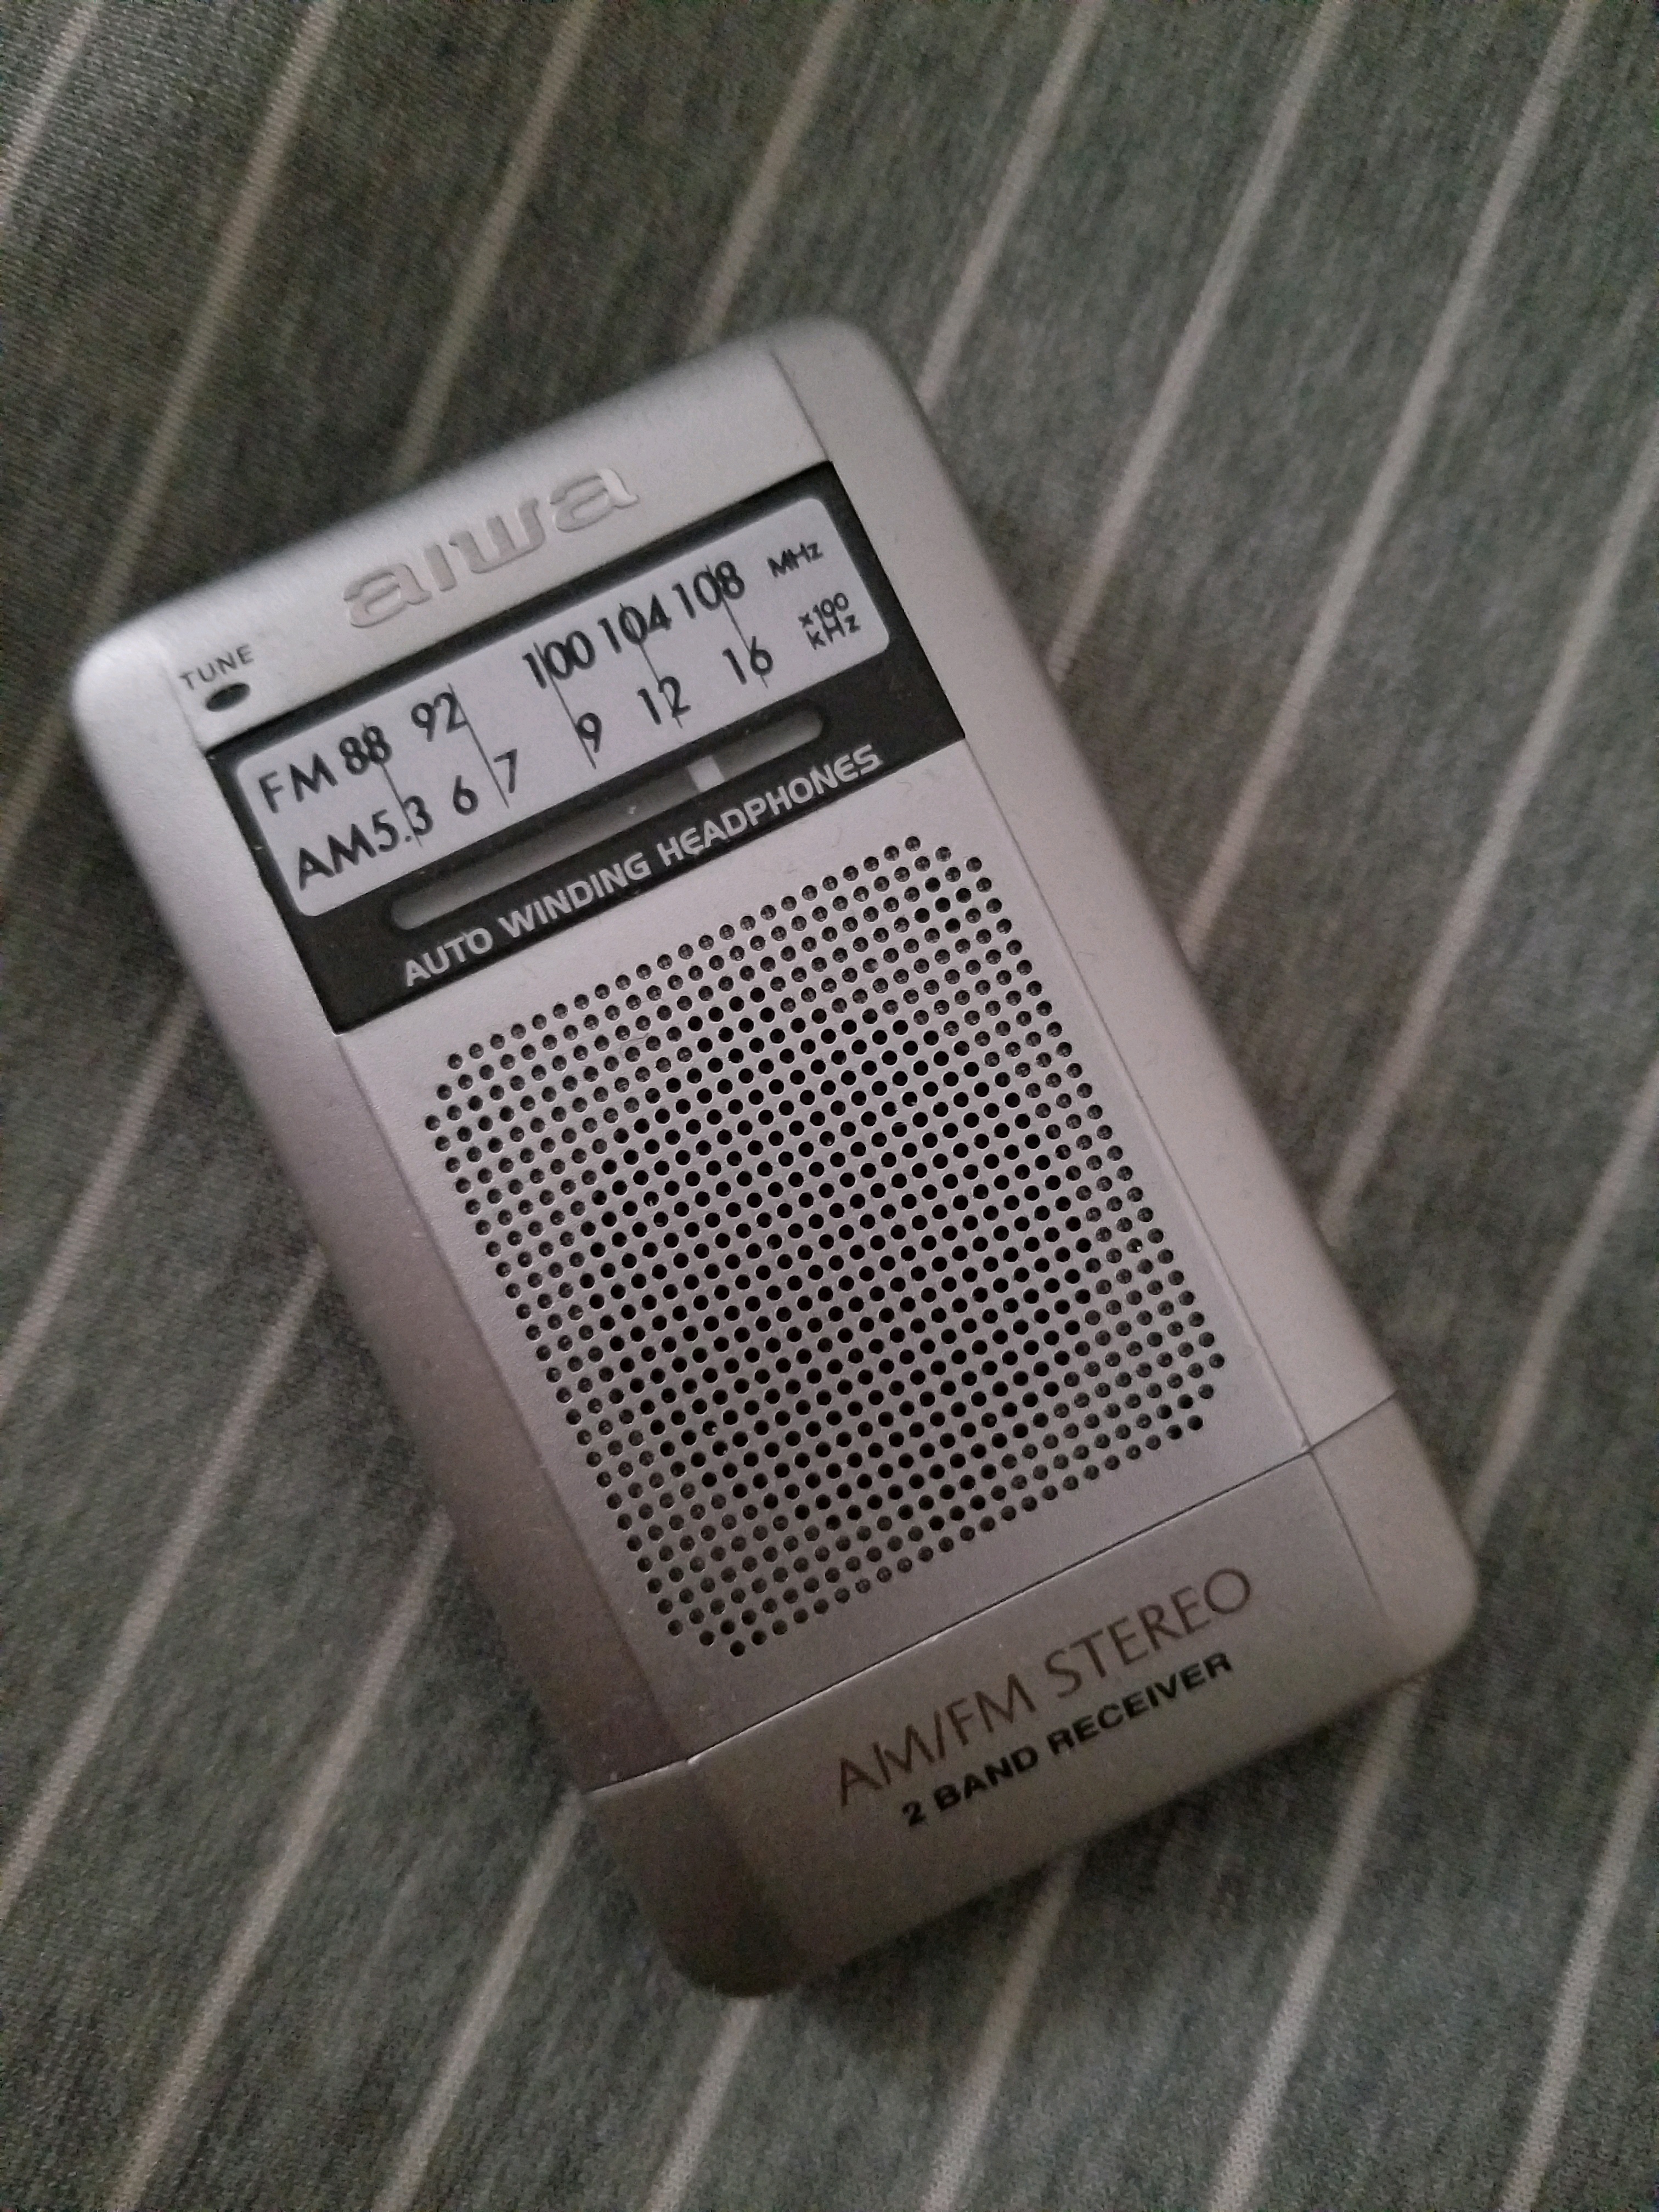 aiwa
TUNE
FM 88 92 100 104 108 MHz
AM 5.3 6 7 9 12 16 x100 kHz
AUTO WINDING HEADPHONES
AM/FM STEREO
2 BAND RECEIVER